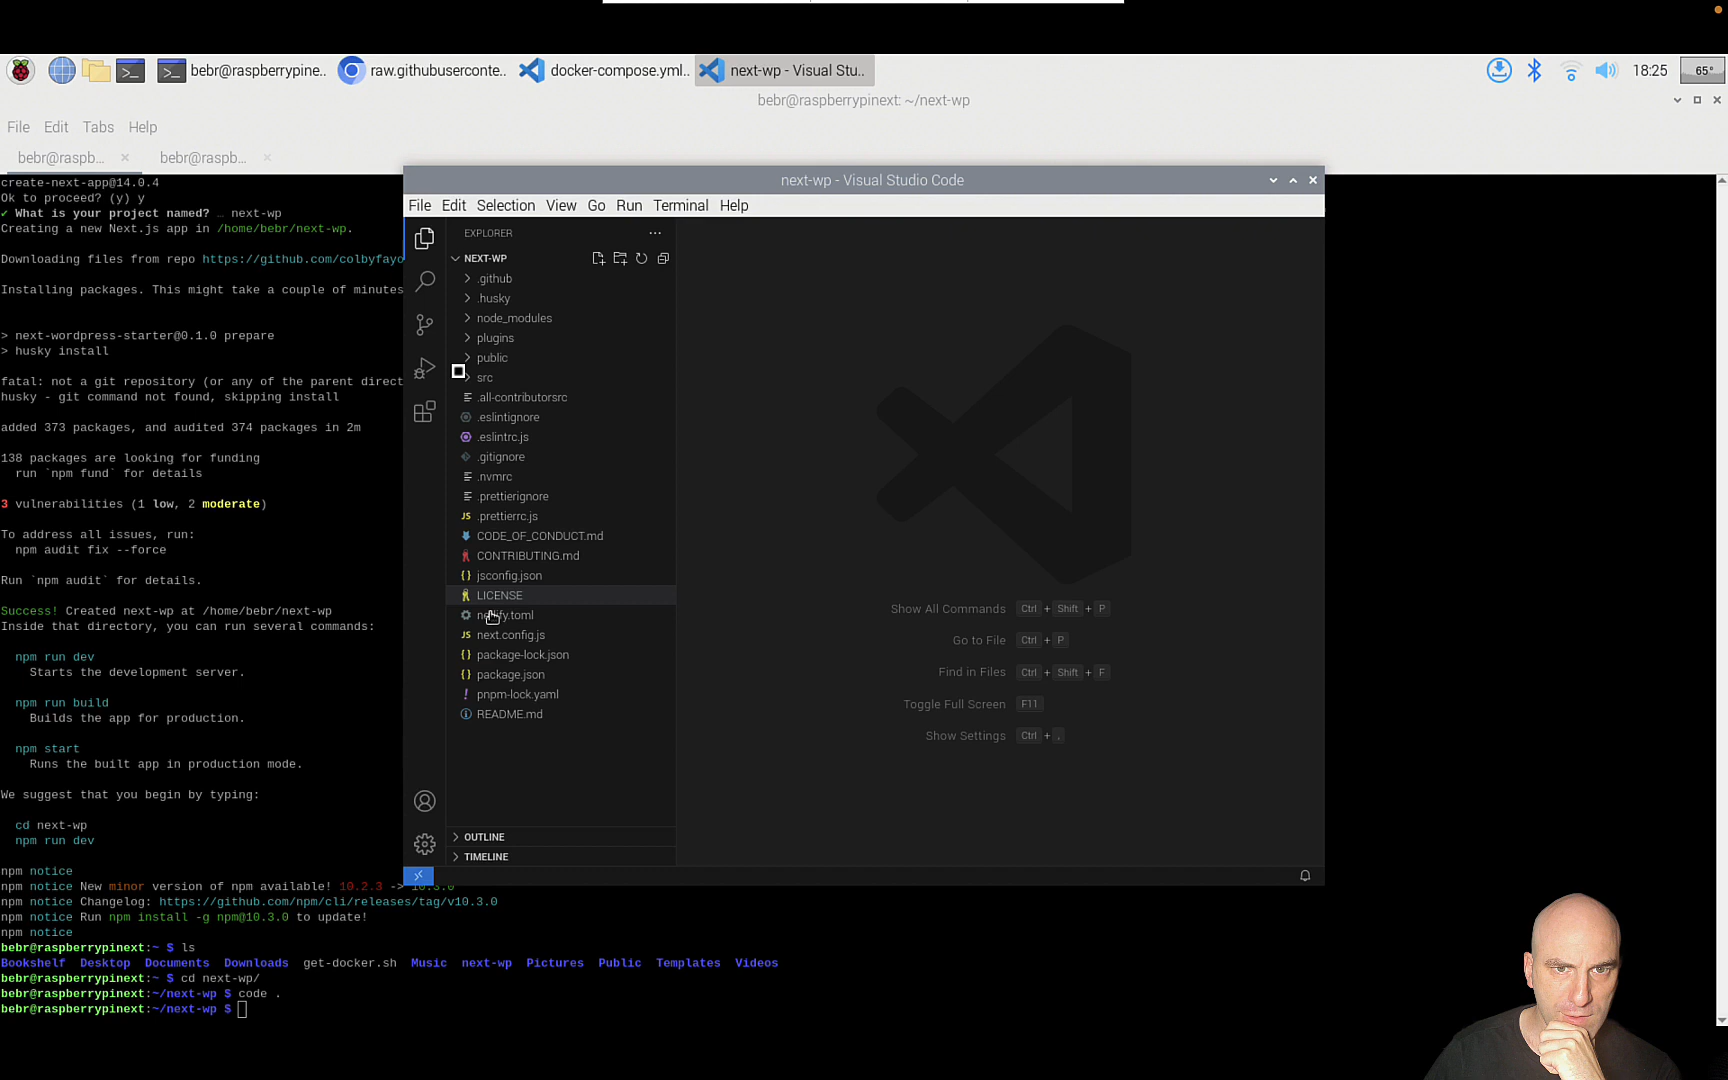 bebr@raspberrypine..
raw.githubuserconte..
docker-compose.yml..
next-wp - Visual Stu..
18:25
65°
bebr@raspberrypinext: ~/next-wp
File Edit Tabs Help
bebr@raspb...
bebr@raspb...
create-next-app@14.0.4
Ok to proceed? (y) y
✔ What is your project named? … next-wp
Creating a new Next.js app in /home/bebr/next-wp.
Downloading files from repo https://github.com/colbyfayo
Installing packages. This might take a couple of minutes
> next-wordpress-starter@0.1.0 prepare
> husky install
fatal: not a git repository (or any of the parent direct
husky - git command not found, skipping install
added 373 packages, and audited 374 packages in 2m
138 packages are looking for funding
run `npm fund` for details
3 vulnerabilities (1 low, 2 moderate)
To address all issues, run:
npm audit fix --force
Run `npm audit` for details.
Success! Created next-wp at /home/bebr/next-wp
Inside that directory, you can run several commands:
npm run dev
Starts the development server.
npm run build
Builds the app for production.
npm start
Runs the built app in production mode.
We suggest that you begin by typing:
cd next-wp
npm run dev
npm notice
npm notice New minor version of npm available! 10.2.3 -> 10.3.0
npm notice Changelog: https://github.com/npm/cli/releases/tag/v10.3.0
npm notice Run npm install -g npm@10.3.0 to update!
npm notice
bebr@raspberrypinext:~ $ ls
Bookshelf Desktop Documents Downloads get-docker.sh Music next-wp Pictures Public Templates Videos
bebr@raspberrypinext:~ $ cd next-wp/
bebr@raspberrypinext:~/next-wp $ code .
bebr@raspberrypinext:~/next-wp $
next-wp - Visual Studio Code
File Edit Selection View Go Run Terminal Help
EXPLORER
NEXT-WP
.github
.husky
node_modules
plugins
public
src
.all-contributorsrc
.eslintignore
.eslintrc.js
.gitignore
.nvmrc
.prettierignore
JS .prettierrc.js
CODE_OF_CONDUCT.md
CONTRIBUTING.md
{} jsconfig.json
LICENSE
netlify.toml
JS next.config.js
{} package-lock.json
{} package.json
! pnpm-lock.yaml
README.md
OUTLINE
TIMELINE
Show All Commands Ctrl + Shift + P
Go to File Ctrl + P
Find in Files Ctrl + Shift + F
Toggle Full Screen F11
Show Settings Ctrl + ,